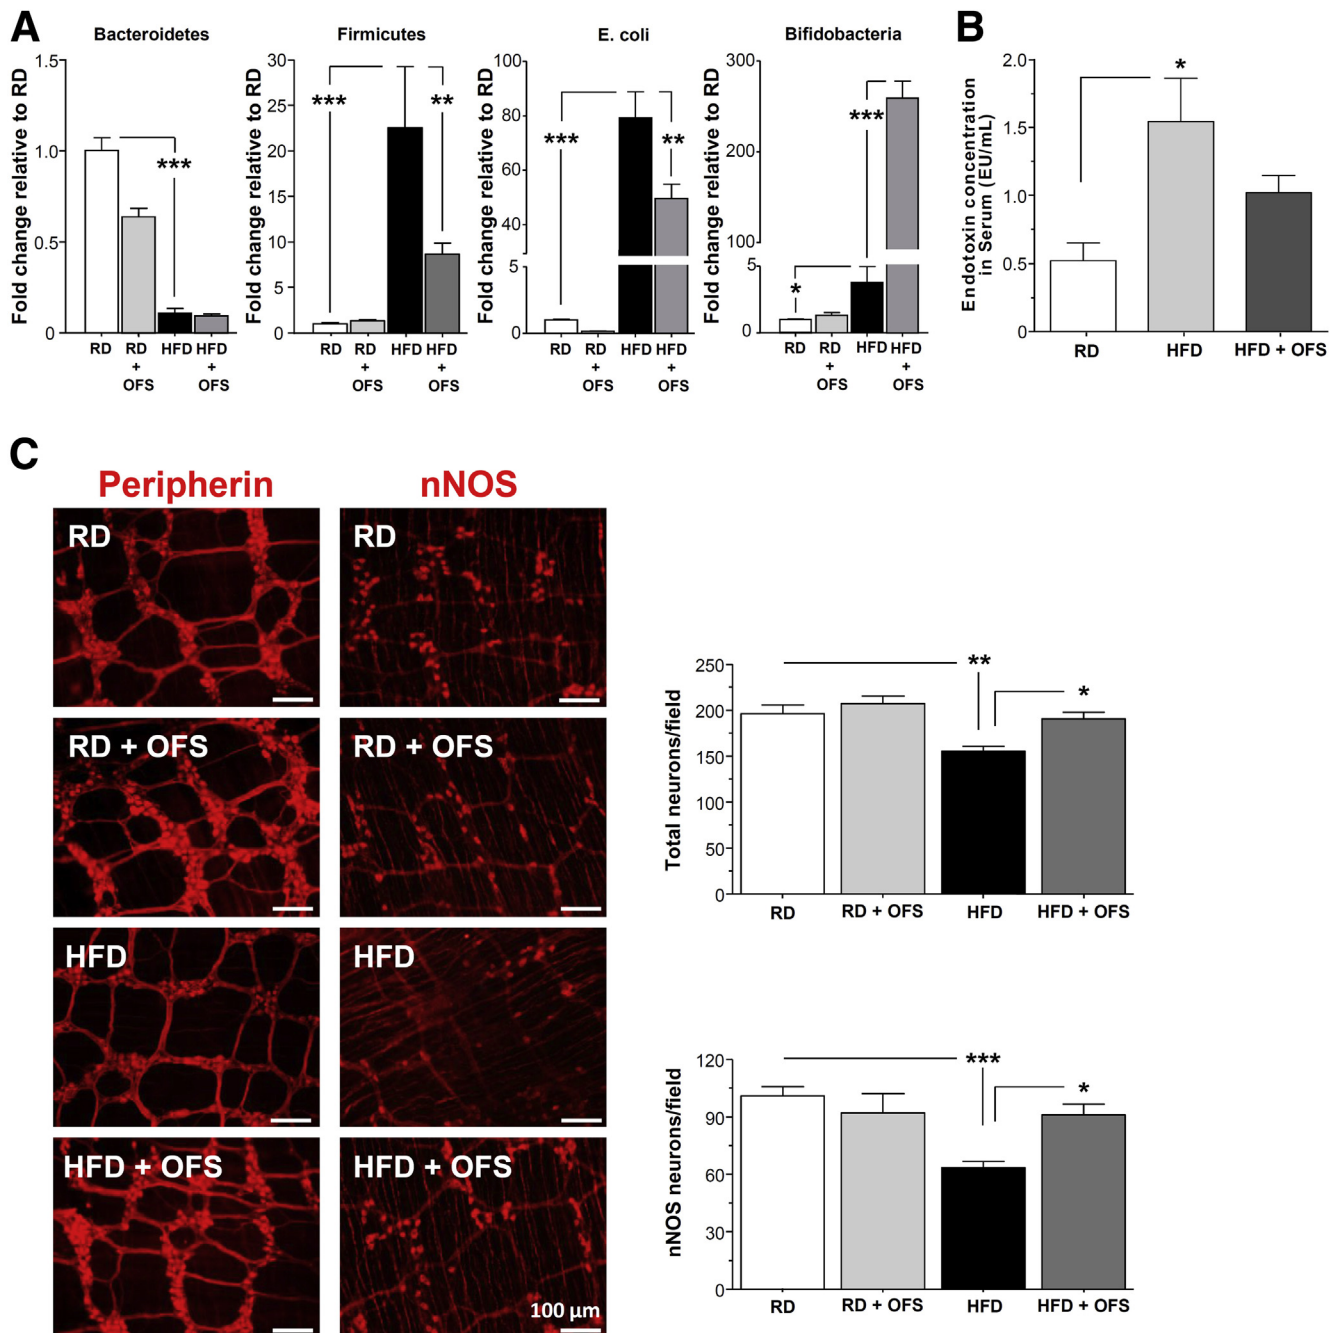 A
Bacteroidetes
Fold change relative to RD
1.5
1.0
0.5
0
***
RD
RD + OFS
HFD
HFD + OFS
Firmicutes
Fold change relative to RD
30
25
20
15
10
5
0
***
**
RD
RD + OFS
HFD
HFD + OFS
E. coli
Fold change relative to RD
100
80
60
40
5
0
***
**
RD
RD + OFS
HFD
HFD + OFS
Bifidobacteria
Fold change relative to RD
300
200
100
5
0
*
***
RD
RD + OFS
HFD
HFD + OFS
B
Endotoxin concentration
in Serum (EU/mL)
2.0
1.5
1.0
0.5
0
*
RD
HFD
HFD + OFS
C
Peripherin
nNOS
RD
RD
RD + OFS
RD + OFS
HFD
HFD
HFD + OFS
HFD + OFS
100 µm
Total neurons/field
250
200
150
100
50
0
**
*
RD
RD + OFS
HFD
HFD + OFS
nNOS neurons/field
120
90
60
30
0
***
*
RD
RD + OFS
HFD
HFD + OFS